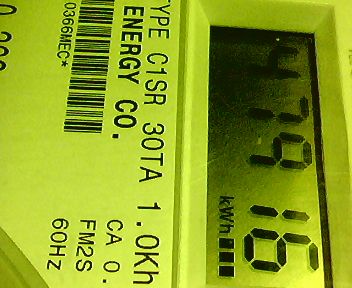 47916
kWh
TYPE C1SR 30TA 1.0Kh
ENERGY CO.
CA 0.
FM2S
0366MEC*
60HZ